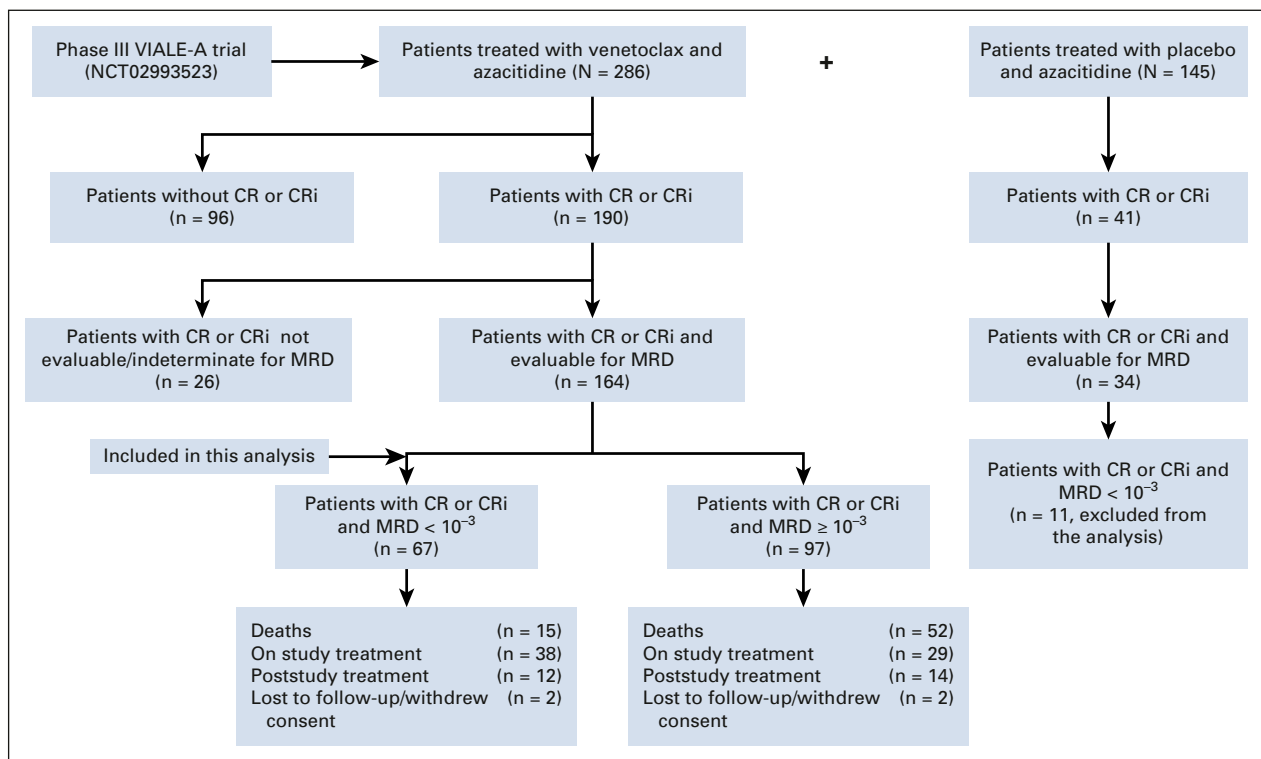 Phase III VIALE-A trial
(NCT02993523)
Patients treated with venetoclax and
azacitidine (N = 286)
+
Patients treated with placebo
and azacitidine (N = 145)
Patients without CR or CRi
(n = 96)
Patients with CR or CRi
(n = 190)
Patients with CR or CRi
(n = 41)
Patients with CR or CRi not
evaluable/indeterminate for MRD
(n = 26)
Patients with CR or CRi and
evaluable for MRD
(n = 164)
Patients with CR or CRi and
evaluable for MRD
(n = 34)
Included in this analysis
Patients with CR or CRi
and MRD < 10⁻³
(n = 67)
Patients with CR or CRi
and MRD ≥ 10⁻³
(n = 97)
Patients with CR or CRi and
MRD < 10⁻³
(n = 11, excluded from
the analysis)
Deaths (n = 15)
On study treatment (n = 38)
Poststudy treatment (n = 12)
Lost to follow-up/withdrew (n = 2)
consent
Deaths (n = 52)
On study treatment (n = 29)
Poststudy treatment (n = 14)
Lost to follow-up/withdrew (n = 2)
consent